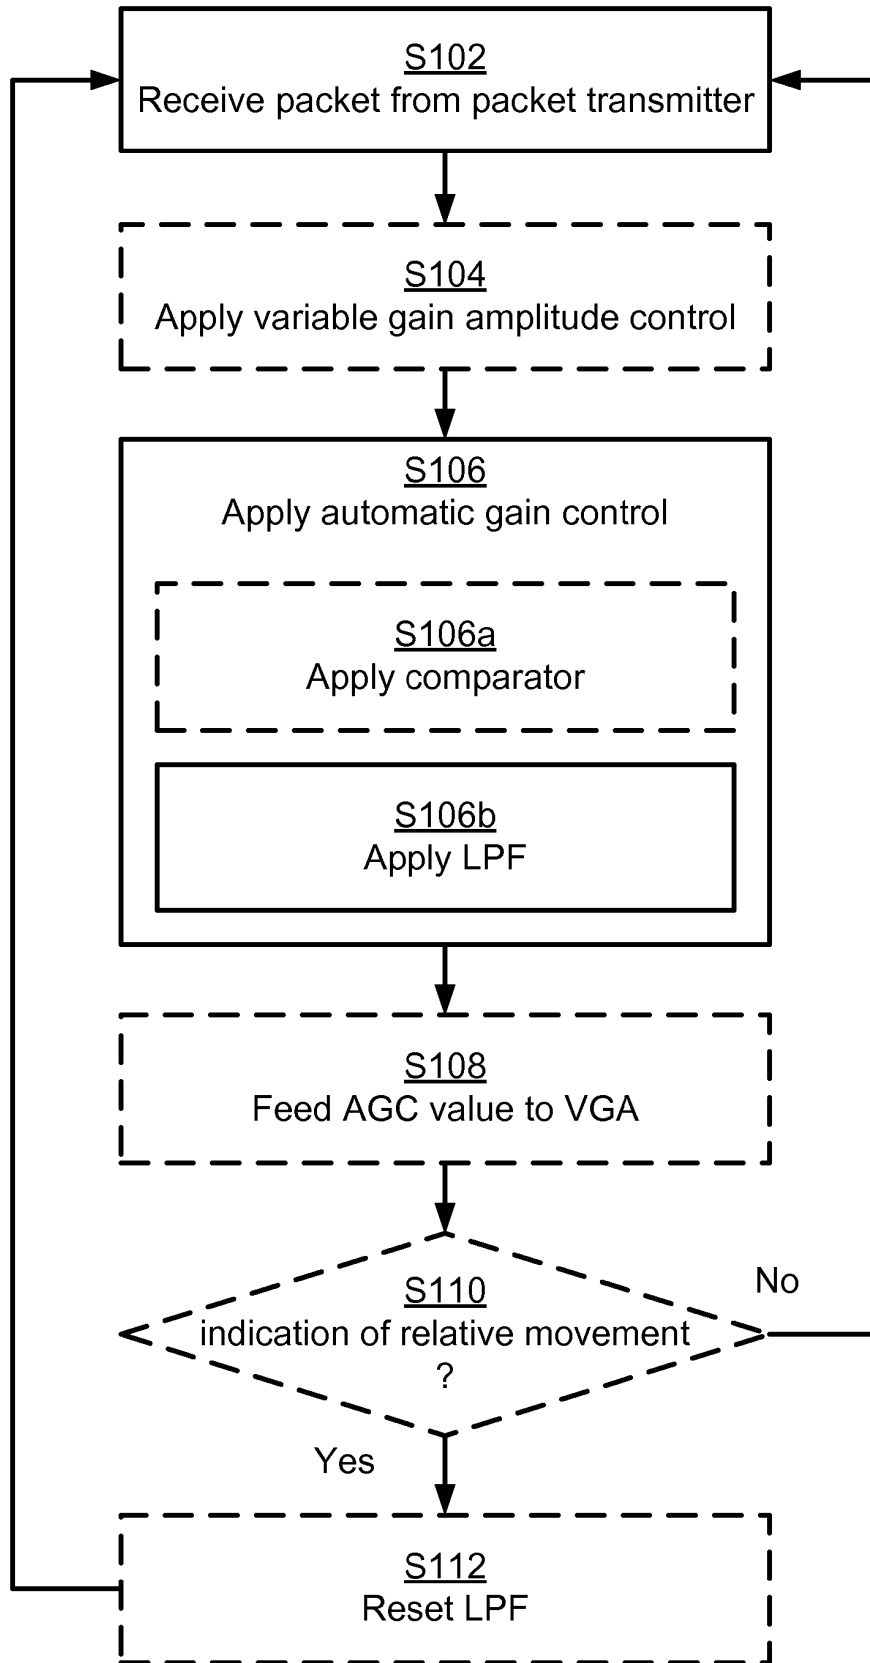 S102
Receive packet from packet transmitter
S104
Apply variable gain amplitude control
S106
Apply automatic gain control
S106a
Apply comparator
S106b
Apply LPF
S108
Feed AGC value to VGA
No
S110
indication of relative movement
?
Yes
S112
Reset LPF